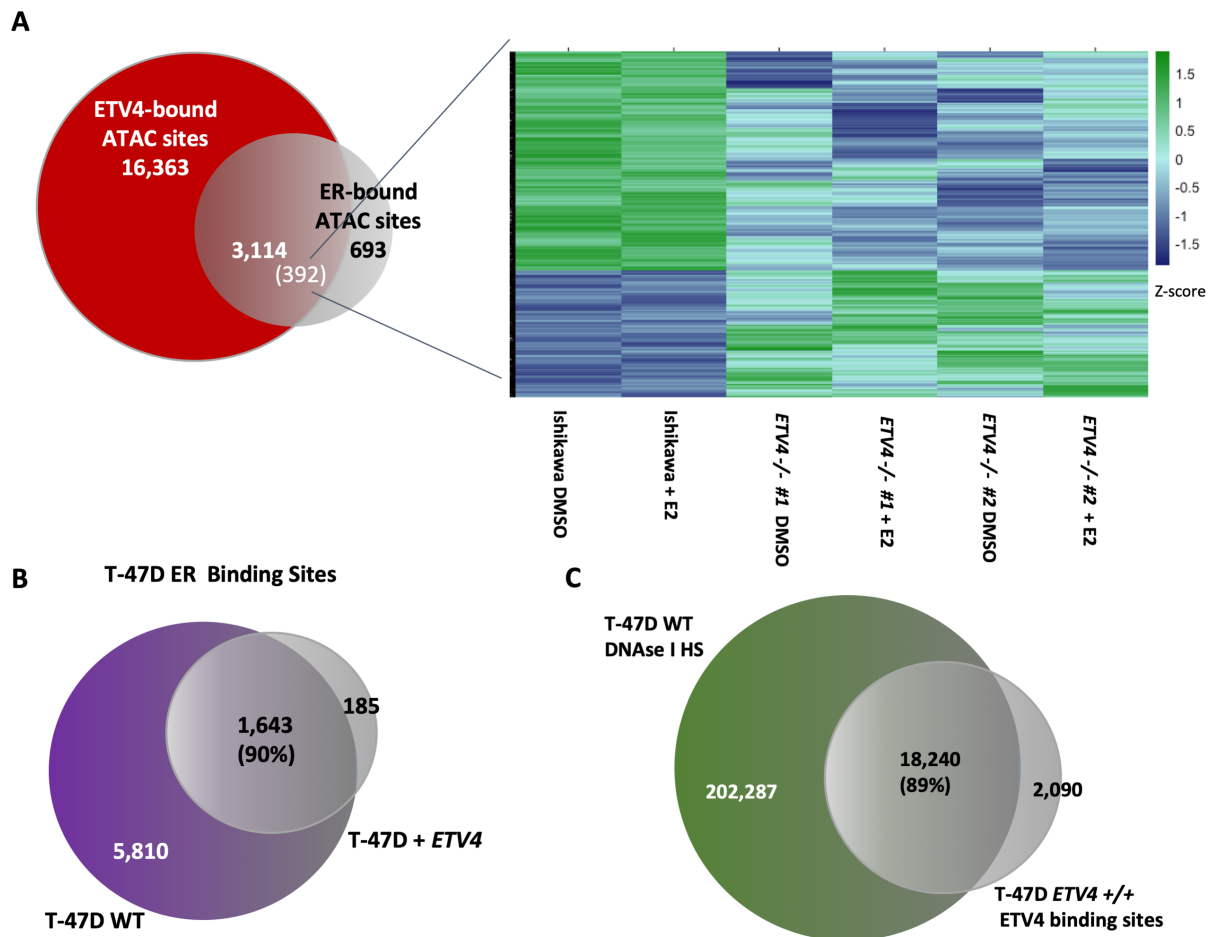 A
ETV4-bound
ATAC sites
16,363
ER-bound
ATAC sites
693
3,114
(392)
1.5
1
0.5
0
-0.5
-1
-1.5
Z-score
Ishikawa DMSO
Ishikawa + E2
ETV4 -/- #1 DMSO
ETV4 -/- #1 + E2
ETV4 -/- #2 DMSO
ETV4 -/- #2 + E2
B
T-47D ER Binding Sites
1,643
(90%)
185
5,810
T-47D + ETV4
T-47D WT
C
T-47D WT
DNAse I HS
18,240
(89%)
202,287
2,090
T-47D ETV4 +/+
ETV4 binding sites